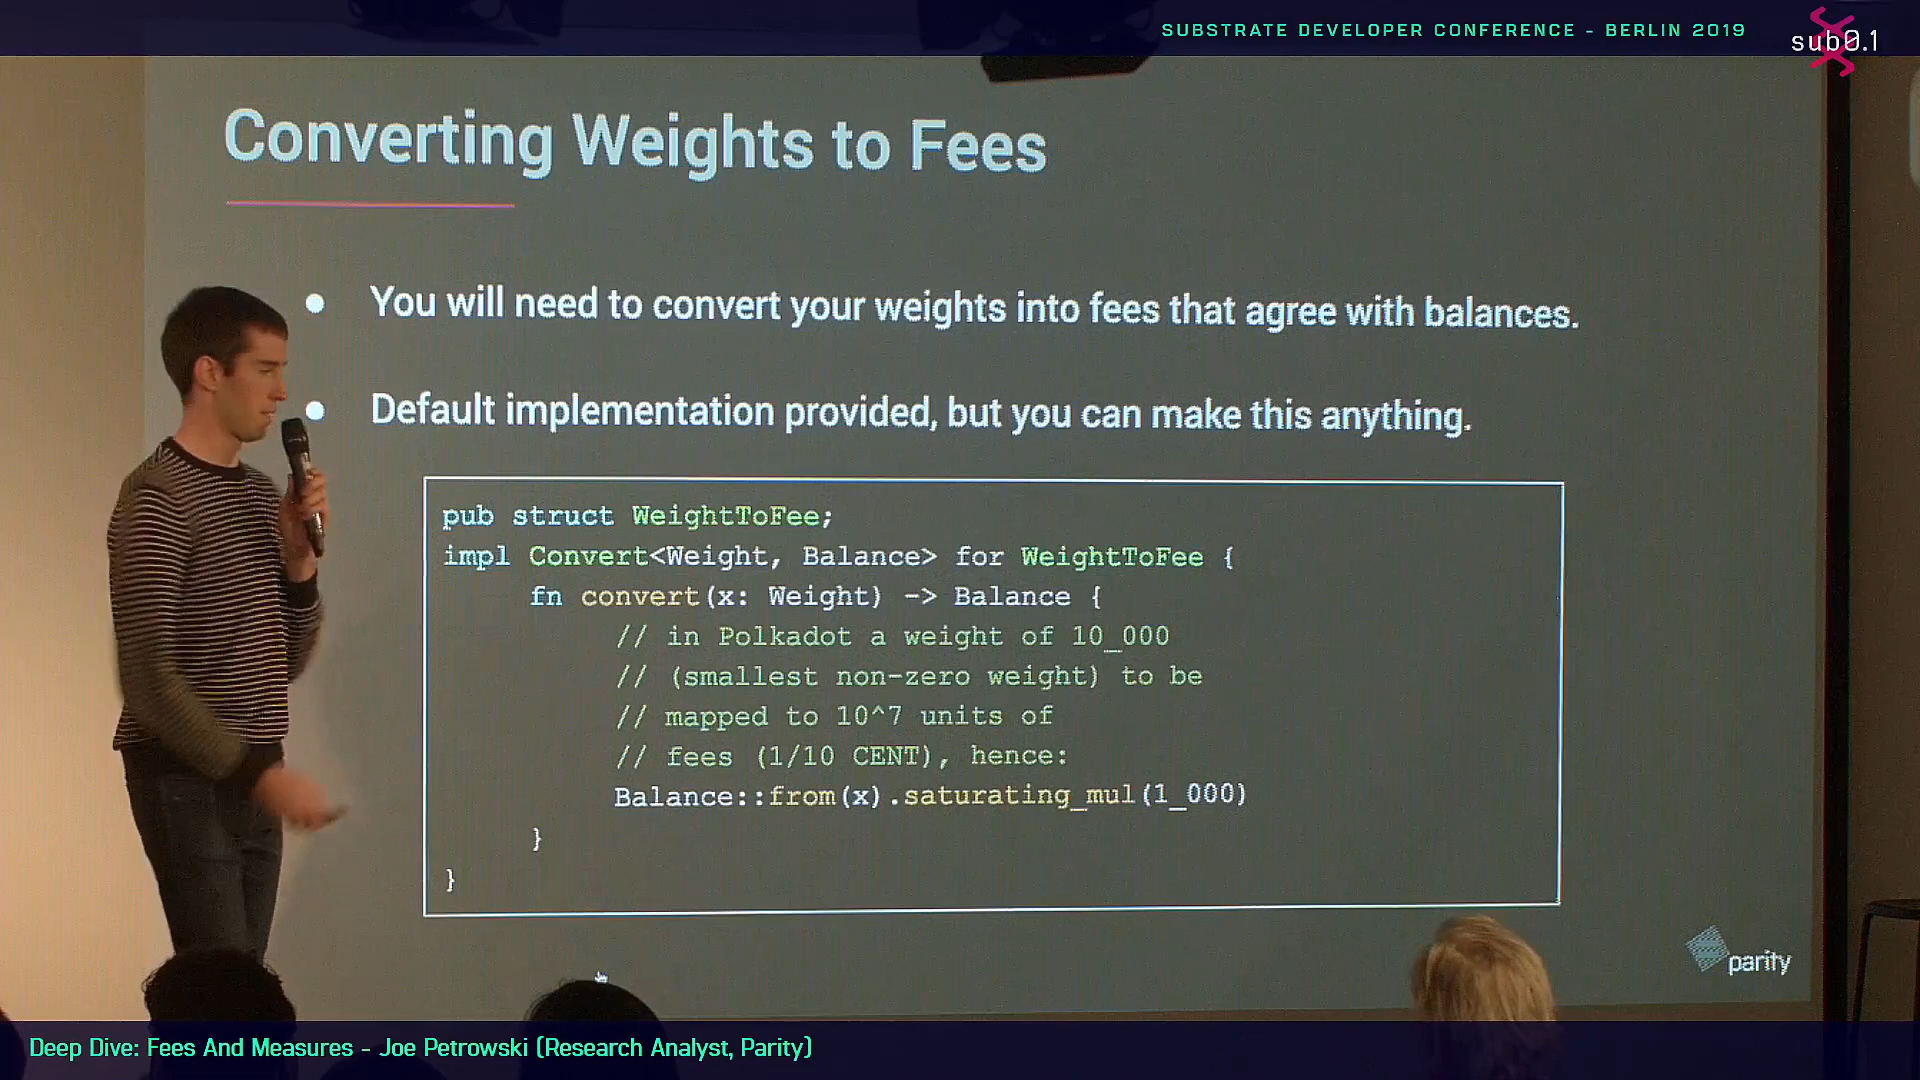 SUBSTRATE DEVELOPER CONFERENCE - BERLIN 2019
sub0.1
Converting Weights to Fees
You will need to convert your weights into fees that agree with balances.
Default implementation provided, but you can make this anything.
pub struct WeightToFee;
impl Convert<Weight, Balance> for WeightToFee {
fn convert(x: Weight) -> Balance {
// in Polkadot a weight of 10_000
// (smallest non-zero weight) to be
// mapped to 10^7 units of
// fees (1/10 CENT), hence:
Balance::from(x).saturating_mul(1_000)
}
}
parity
Deep Dive: Fees And Measures - Joe Petrowski (Research Analyst, Parity)